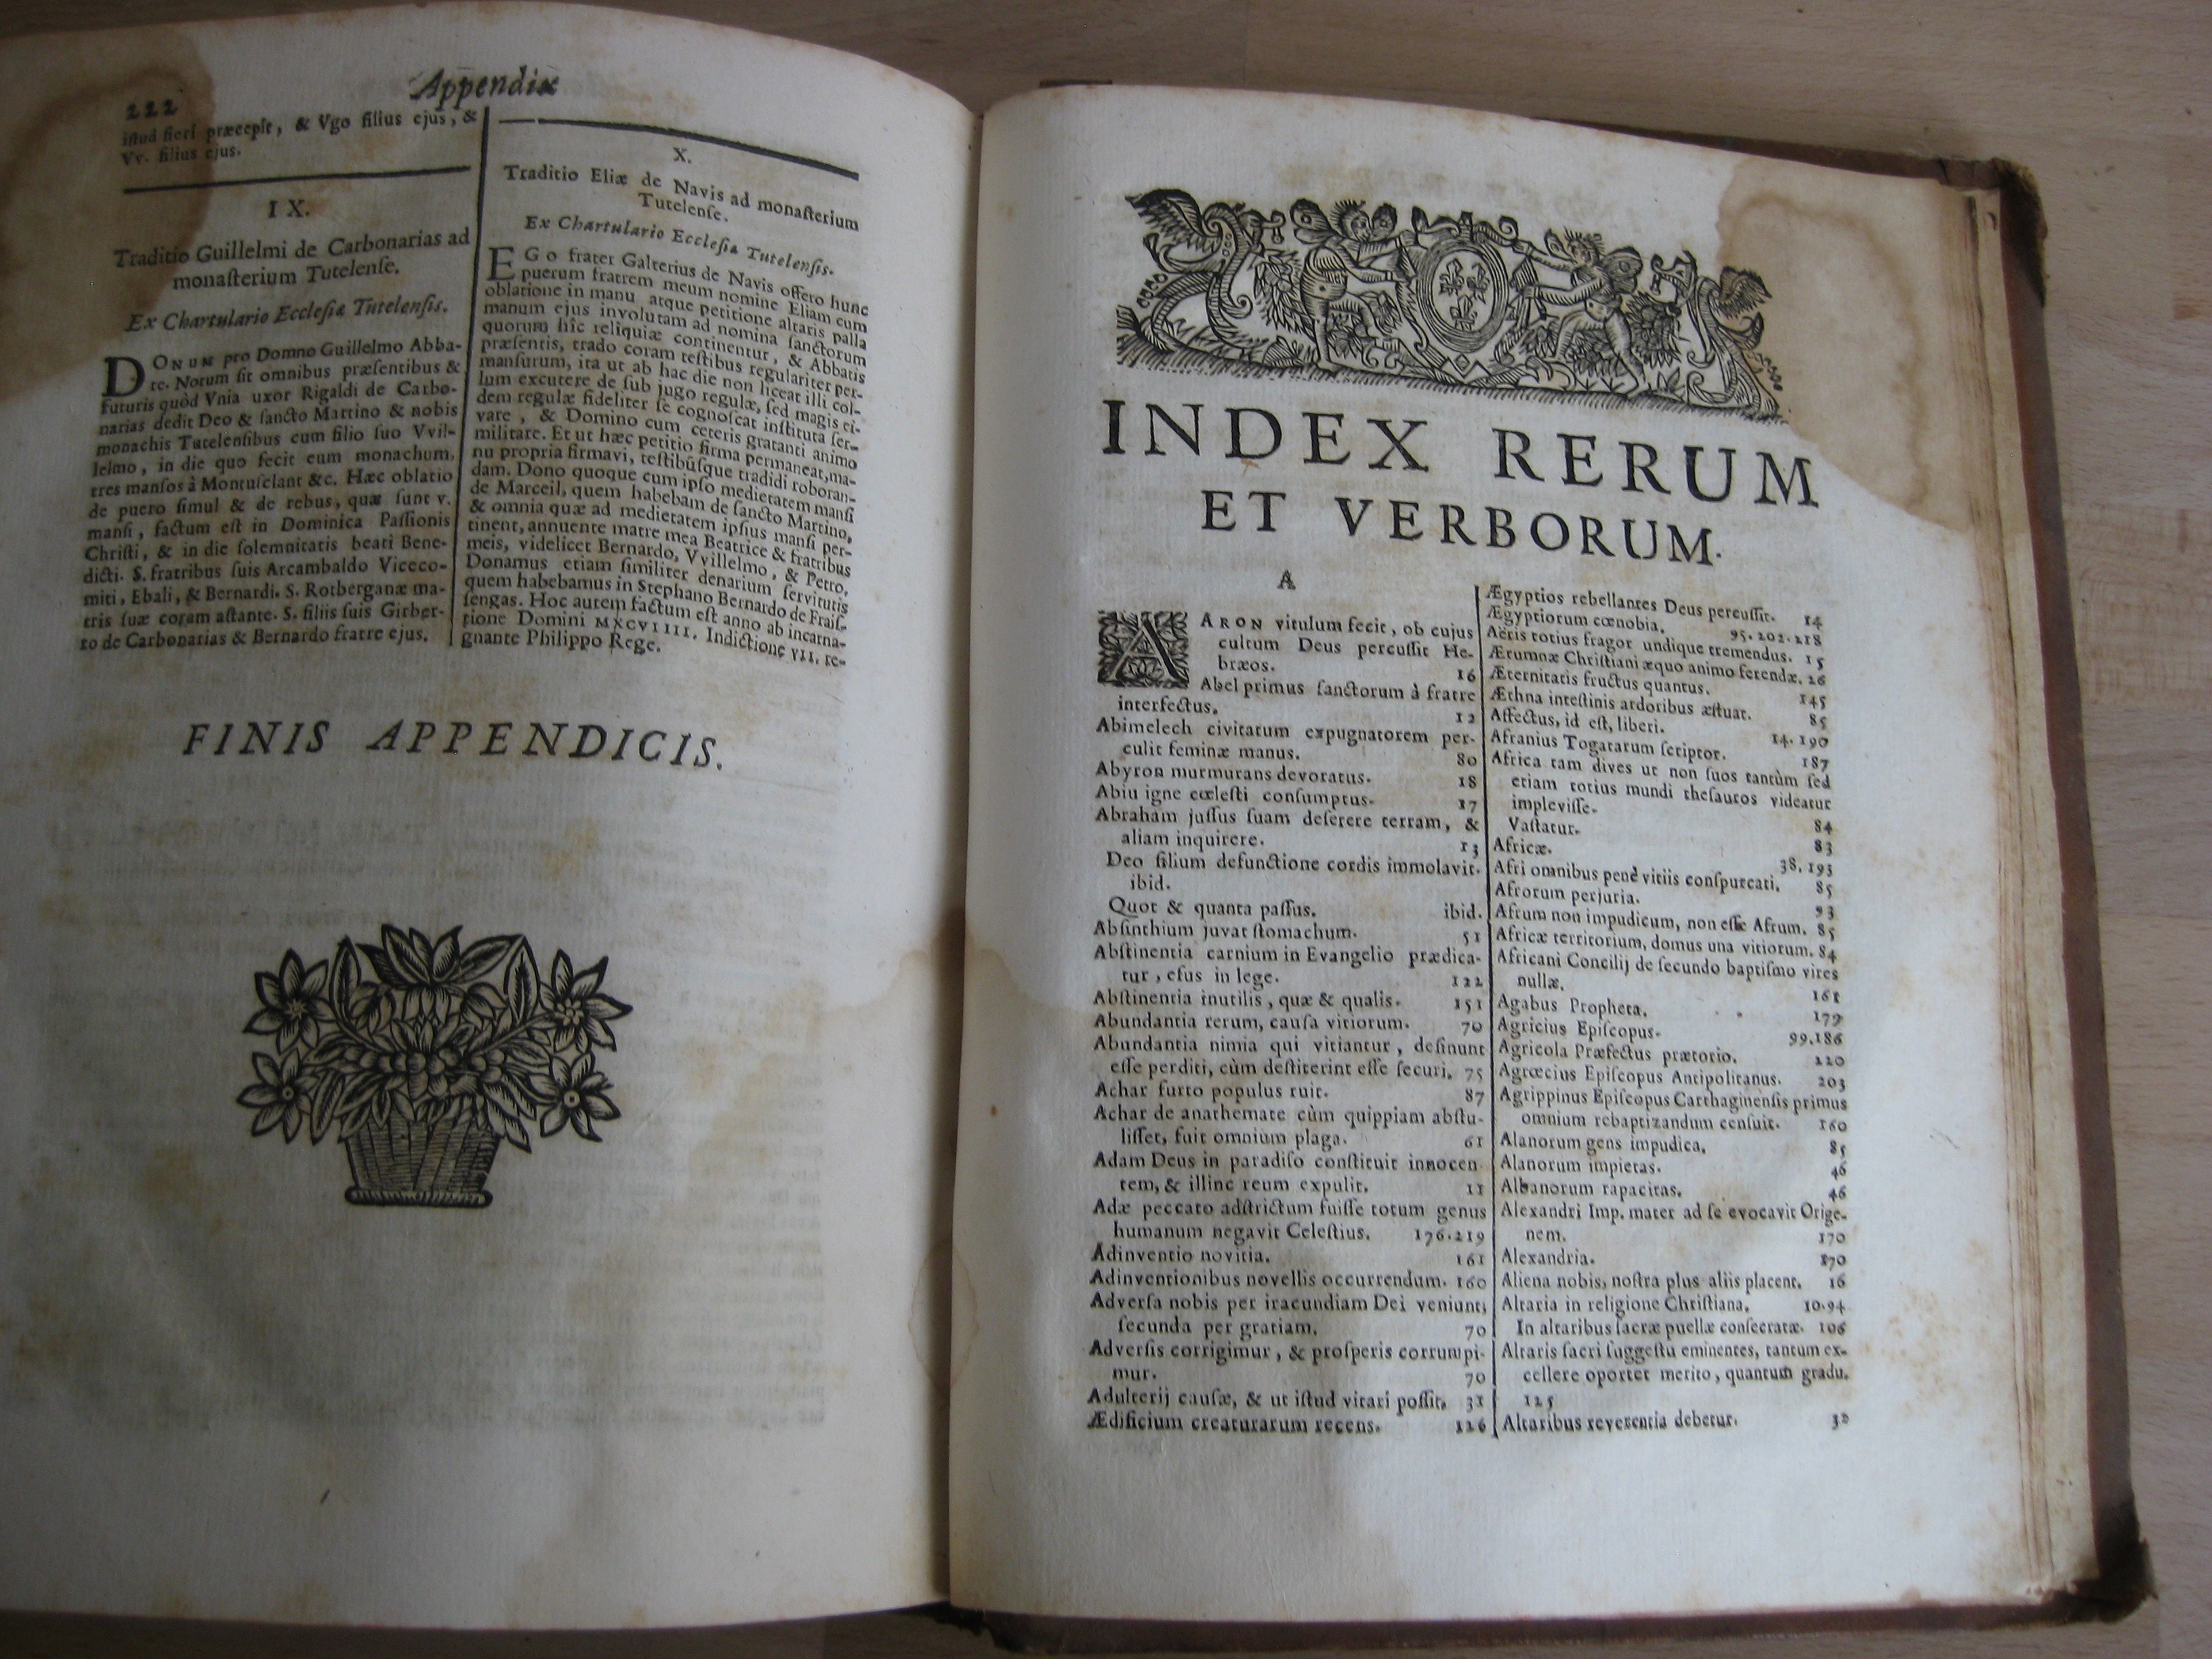 222
Appendix
istud fieri præcepit, & Vgo filius ejus, &
Vv. filius ejus.
IX.
Traditio Guillelmi de Carbonarias ad
monasterium Tutelense.
Ex Chartulario Ecclesiæ Tutelensis.
DONUM pro Domno Guillelmo Abba-
te. Notum sit omnibus præsentibus &
futuris quòd Vnia uxor Rigaldi de Carbo-
narias dedit Deo & sancto Martino & nobis
monachis Tutelensibus cum filio suo Vvil-
lelmo, in die quo fecit eum monachum,
tres mansos à Montuselant &c. Hæc oblatio
de puero simul & de rebus, quæ sunt v.
mansi, factum est in Dominica Passionis
Christi, & in die solemnitatis beati Bene-
dicti. S. fratribus suis Arcambaldo Viceco-
miti, Ebali, & Bernardi. S. Rotberganæ ma-
tris suæ coram astante. S. filiis suis Girber-
to de Carbonarias & Bernardo fratre ejus.
X.
Traditio Eliæ de Navis ad monasterium
Tutelense.
Ex Chartulario Ecclesiæ Tutelensis.
EGO frater Galterius de Navis offero hunc
puerum fratrem meum nomine Eliam cum
oblatione in manu atque petitione altaris palla
manum ejus involutam ad nomina sanctorum
quorum hîc reliquiæ continentur, & Abbatis
præsentis, trado coram testibus regulariter per-
mansurum, ita ut ab hac die non liceat illi col-
lum excutere de sub jugo regulæ, sed magis ei-
dem regulæ fideliter se cognoscat instituta ser-
vare, & Domino cum ceteris gratanti animo
militare. Et ut hæc petitio firma permaneat, ma-
nu propria firmavi, testibúsque tradidi roboran-
dam. Dono quoque cum ipso medietatem mansi
de Marceil, quem habebam de sancto Martino,
& omnia quæ ad medietatem ipsius mansi per-
tinent, annuente matre mea Beatrice & fratribus
meis, videlicet Bernardo, Vvillelmo, & Petro.
Donamus etiam similiter denarium servitutis
quem habebamus in Stephano Bernardo de Frais-
sengas. Hoc autem factum est anno ab incarna-
tione Domini MXCVIIII. Indictione VII. re-
gnante Philippo Rege.
FINIS APPENDICIS.
INDEX RERUM
ET VERBORUM.
A
AARON vitulum fecit, ob cujus
cultum Deus percussit He-
bræos. 16
Abel primus sanctorum à fratre
interfectus. 12
Abimelech civitatum expugnatorem per-
culit feminæ manus. 80
Abyron murmurans devoratus. 18
Abiu igne cœlesti consumptus. 17
Abraham jussus suam deserere terram, &
aliam inquirere. 13
Deo filium defunctione cordis immolavit.
ibid.
Quot & quanta passus. ibid.
Absinthium juvat stomachum. 51
Abstinentia carnium in Evangelio prædica-
tur, esus in lege. 122
Abstinentia inutilis, quæ & qualis. 151
Abundantia rerum, causa vitiorum. 70
Abundantia nimia qui vitiantur, desinunt
esse perditi, cùm destiterint esse securi. 75
Achar furto populus ruit. 87
Achar de anathemate cùm quippiam abstu-
lisset, fuit omnium plaga. 61
Adam Deus in paradiso constituit innocen
tem, & illinc reum expulit. 11
Adæ peccato adstrictum fuisse totum genus
humanum negavit Celestius. 176.219
Adinventio novitia. 161
Adinventionibus novellis occurrendum. 160
Adversa nobis per iracundiam Dei veniunt,
secunda per gratiam. 70
Adversis corrigimur, & prosperis corrumpi-
mur. 70
Adulterij causæ, & ut istud vitari possit. 31
Ædificium creaturarum recens. 126
Ægyptios rebellantes Deus percussit. 14
Ægyptiorum cœnobia. 95.202.218
Aëris totius fragor undique tremendus. 15
Ærumnæ Christiani æquo animo ferendæ. 26
Æternitatis fructus quantus. 145
Æthna intestinis ardoribus æstuat. 85
Affectus, id est, liberi. 14.190
Afranius Togatarum scriptor. 187
Africa tam dives ut non suos tantùm sed
etiam totius mundi thesauros videatur
implevisse. 84
Vastatur. 83
Africæ. 38.193
Afri omnibus penè vitiis conspurcati. 85
Afrorum perjuria. 93
Afrum non impudicum, non esse Afrum. 85
Africæ territorium, domus una vitiorum. 84
Africani Concilij de secundo baptismo vires
nullæ. 161
Agabus Propheta. 179
Agricius Episcopus. 99.186
Agricola Præfectus prætorio. 220
Agrœcius Episcopus Antipolitanus. 203
Agrippinus Episcopus Carthaginensis primus
omnium rebaptizandum censuit. 160
Alanorum gens impudica. 85
Alanorum impietas. 46
Albanorum rapacitas. 46
Alexandri Imp. mater ad se evocavit Orige-
nem. 170
Alexandria. 170
Aliena nobis, nostra plus aliis placent. 16
Altaria in religione Christiana. 10.94
In altaribus sacræ puellæ consecratæ. 106
Altaris sacri suggestu eminentes, tantum ex-
cellere oportet merito, quantum gradu.
125
Altaribus reverentia debetur. 32